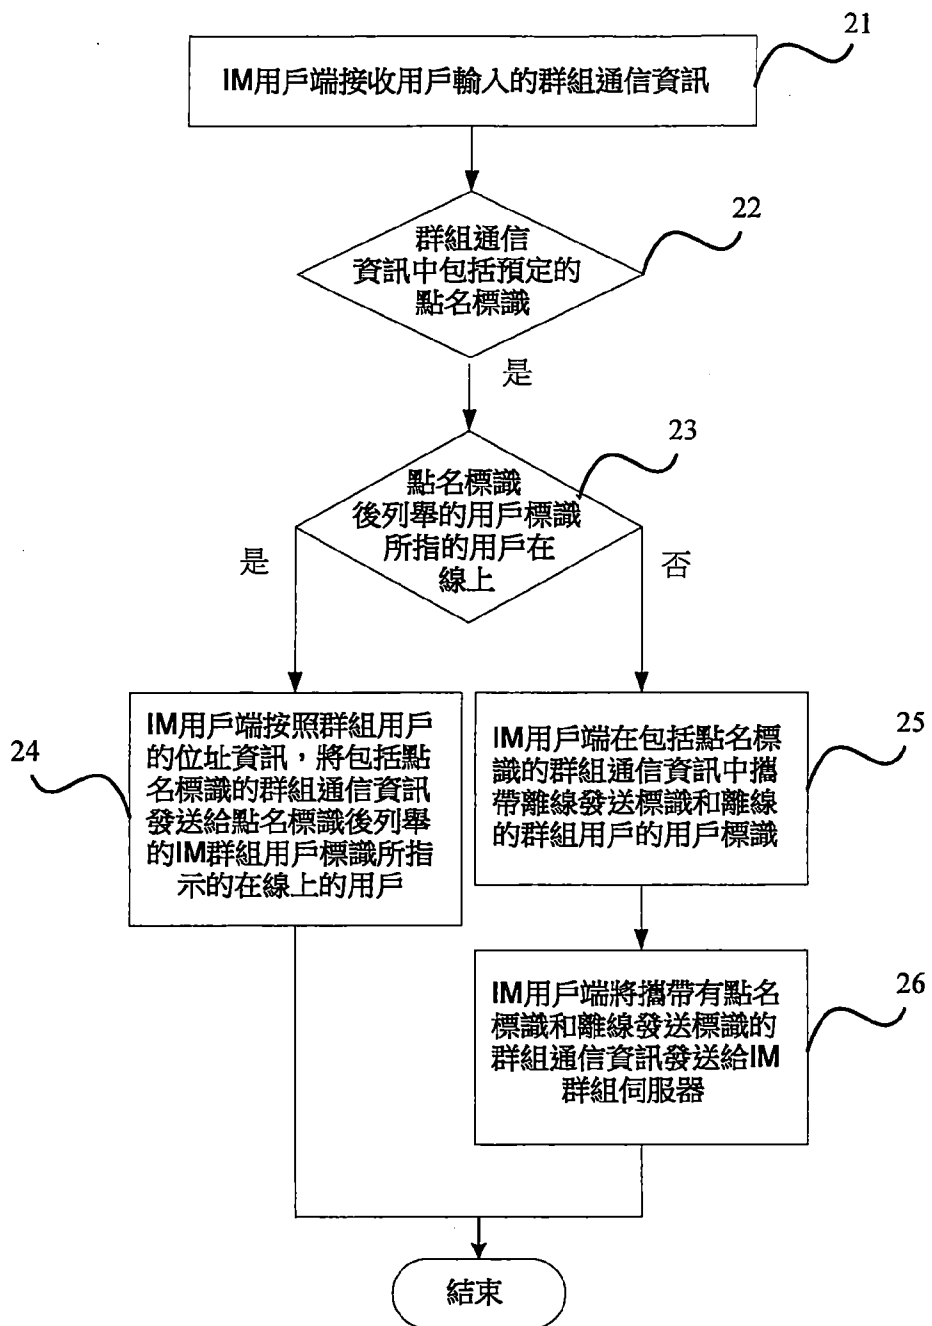 21
IM用戶端接收用戶輸入的群組通信資訊
22
群組通信
資訊中包括預定的
點名標識
是
23
點名標識
後列舉的用戶標識
所指的用戶在
線上
是
否
24
IM用戶端按照群組用戶
的位址資訊，將包括點
名標識的群組通信資訊
發送給點名標識後列舉
的IM群組用戶標識所指
示的在線上的用戶
25
IM用戶端在包括點名標
識的群組通信資訊中攜
帶離線發送標識和離線
的群組用戶的用戶標識
26
IM用戶端將攜帶有點名
標識和離線發送標識的
群組通信資訊發送給IM
群組伺服器
結束